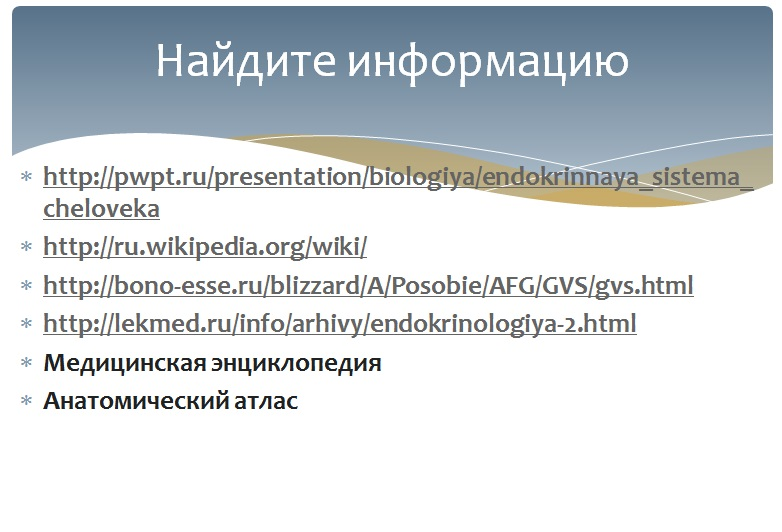 Найдите информацию
* http://pwpt.ru/presentation/biologiya/endokrinnaya_sistema_
cheloveka
* http://ru.wikipedia.org/wiki/
* http://bono-esse.ru/blizzard/A/Posobie/AFG/GVS/gvs.html
* http://lekmed.ru/info/arhivy/endokrinologiya-2.html
* Медицинская энциклопедия
* Анатомический атлас